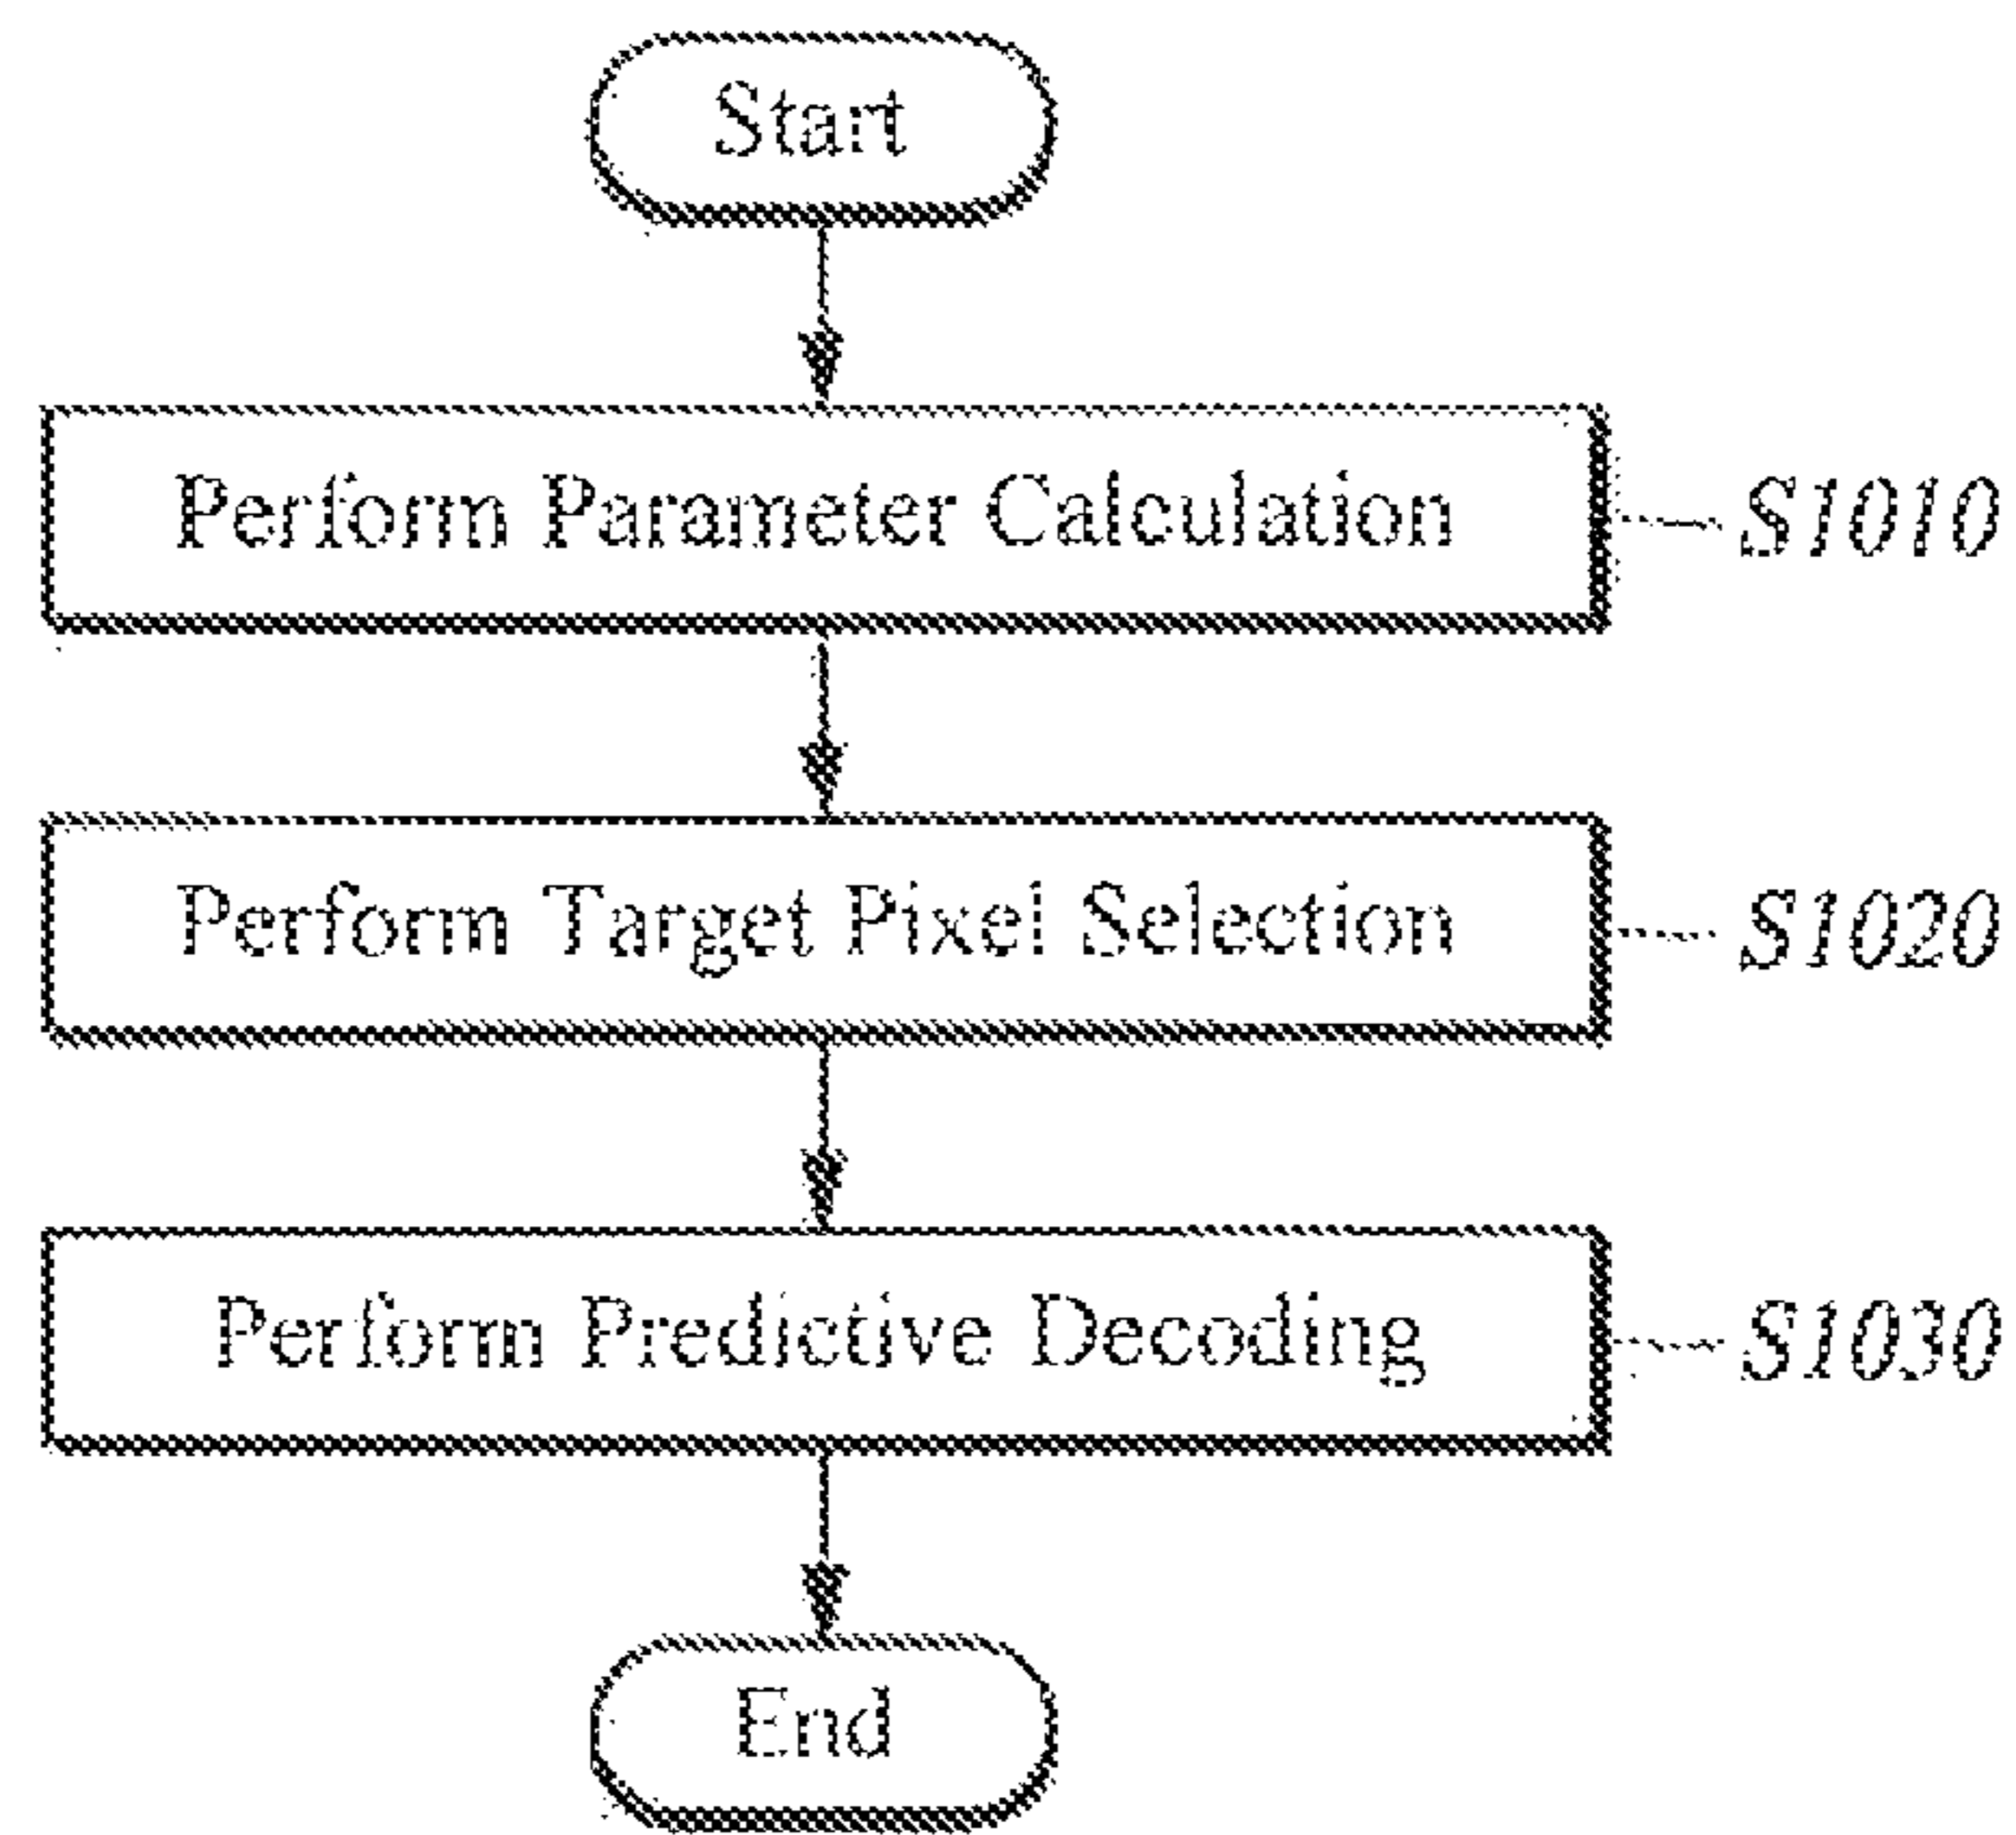 Start
Perform Parameter Calculation
S1010
Perform Target Pixel Selection
S1020
Perform Predictive Decoding
S1030
End